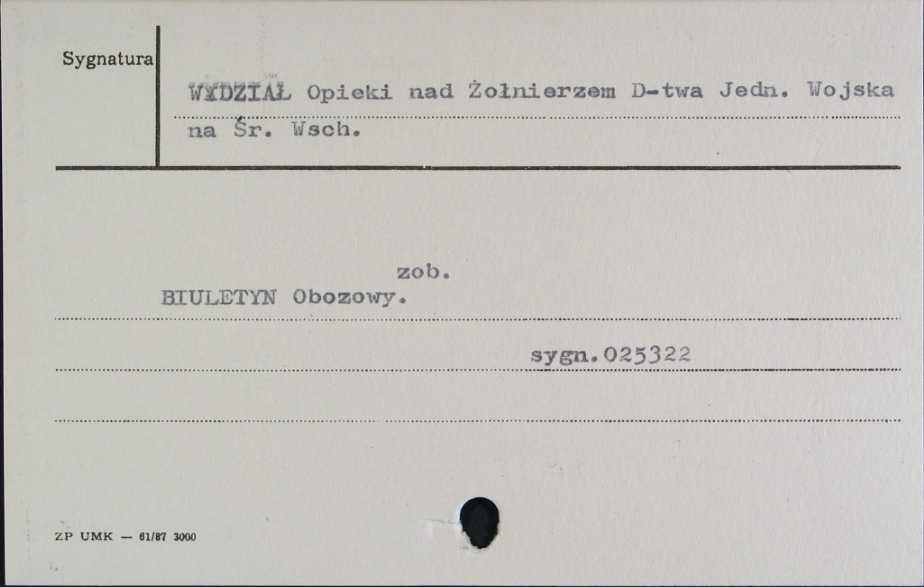 Sygnatura
WYDZIAŁ Opieki nad Żołnierzem D-twa Jedn. Wojska
na Śr. Wsch.
zob.
BIULETYN Obozowy.
sygn.025322
ZP UMK — 61/87 3000